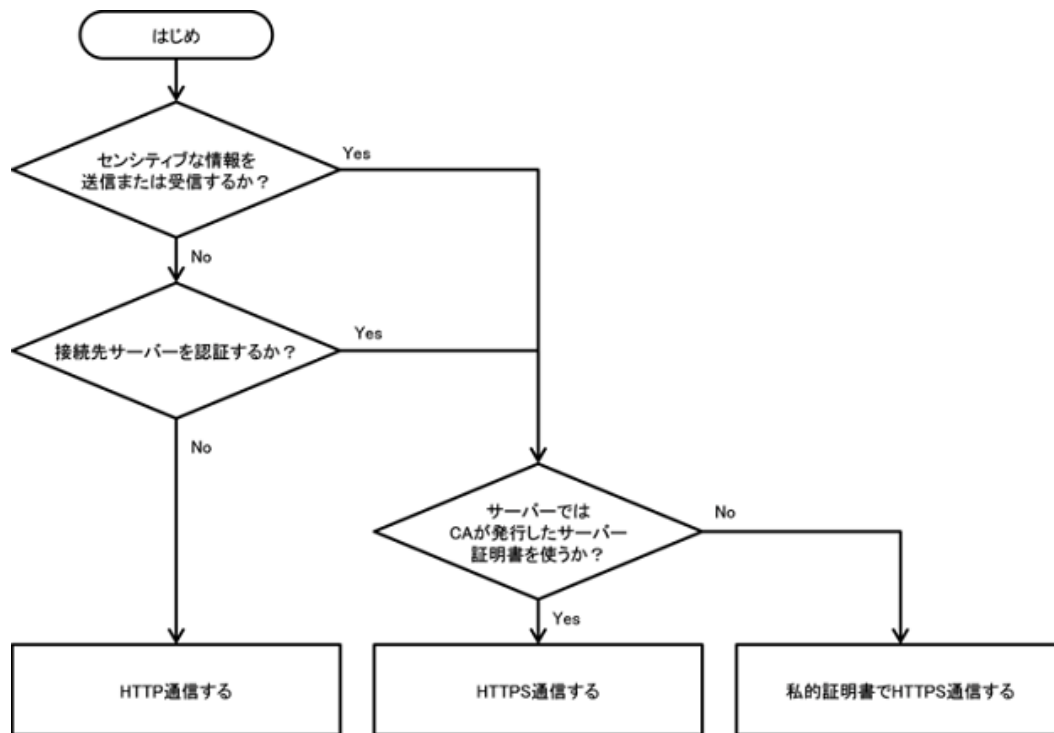 はじめ
センシティブな情報を
送信または受信するか？
Yes
No
接続先サーバーを認証するか？
Yes
No
サーバーでは
CAが発行したサーバー
証明書を使うか？
No
Yes
HTTP通信する
HTTPS通信する
私的証明書でHTTPS通信する